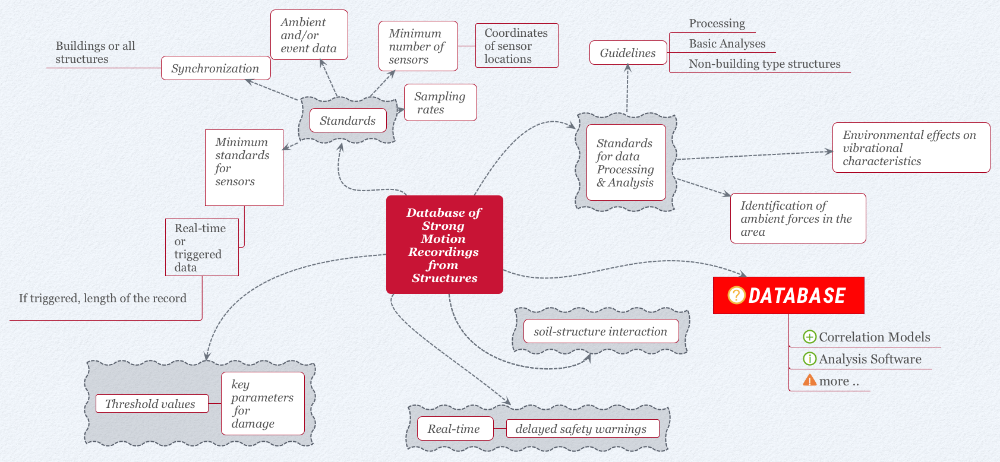 Buildings or all
structures
Synchronization
Ambient
and/or
event data
Minimum
number of
sensors
Coordinates
of sensor
locations
Sampling
rates
Standards
Minimum
standards
for
sensors
Real-time
or
triggered
data
If triggered, length of the record
Guidelines
Processing
Basic Analyses
Non-building type structures
Standards
for data
Processing
& Analysis
Environmental effects on
vibrational
characteristics
Identification of
ambient forces in the
area
Database of
Strong
Motion
Recordings
from
Structures
DATABASE
Correlation Models
Analysis Software
more ..
soil-structure interaction
Threshold values
key
parameters
for
damage
Real-time
delayed safety warnings